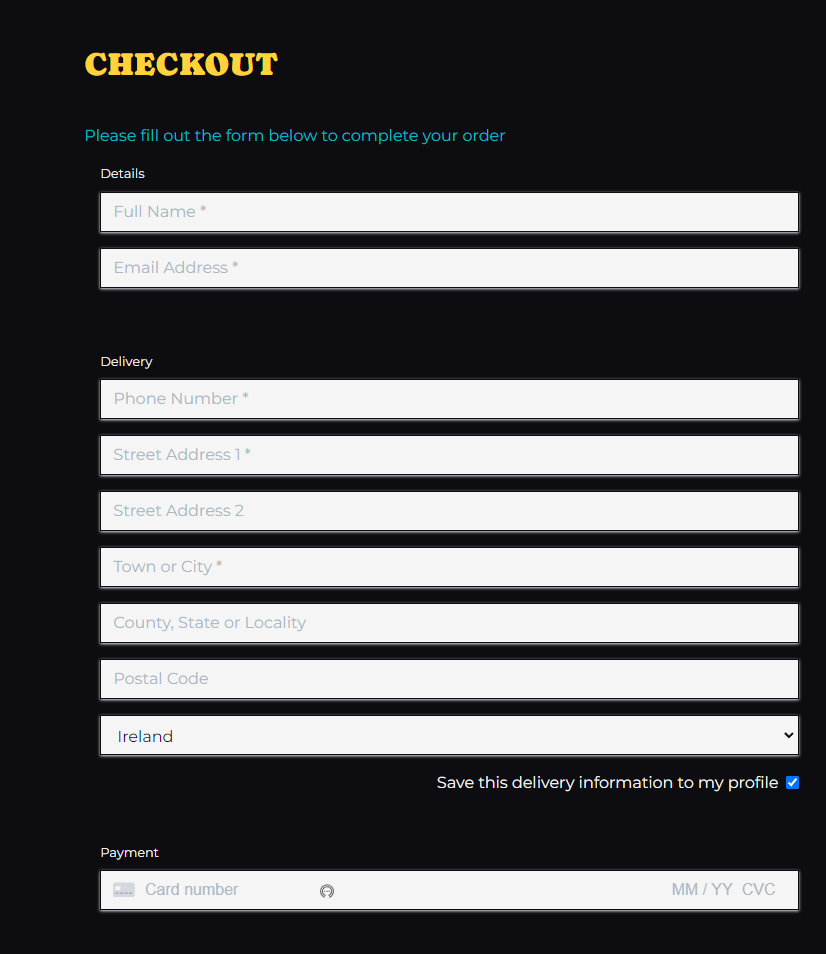 CHECKOUT
Please fill out the form below to complete your order
Details
Full Name *
Email Address *
Delivery
Phone Number *
Street Address 1 *
Street Address 2
Town or City *
County, State or Locality
Postal Code
Ireland
Save this delivery information to my profile
Payment
Card number MM / YY CVC